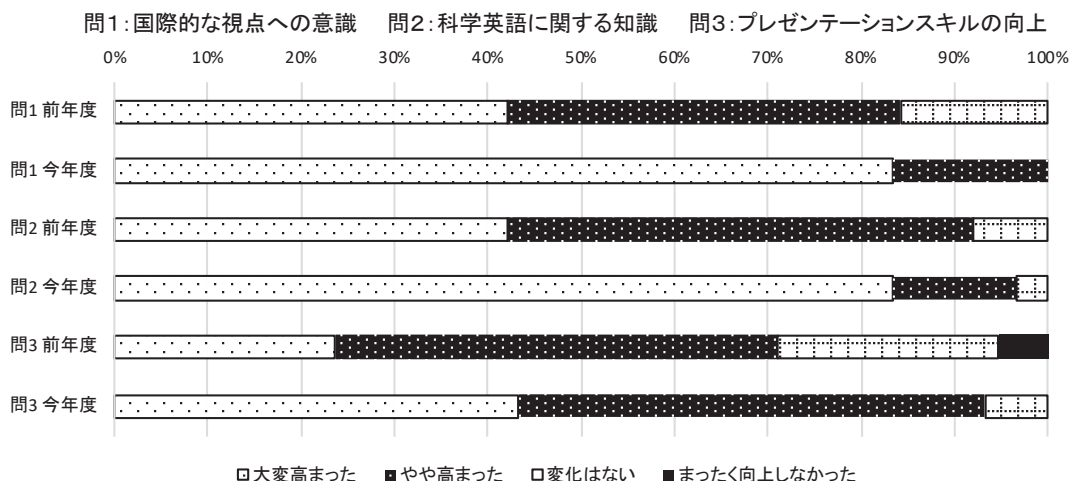 問1:国際的な視点への意識 問2:科学英語に関する知識 問3:プレゼンテーションスキルの向上
0% 10% 20% 30% 40% 50% 60% 70% 80% 90% 100%
問1 前年度
問1 今年度
問2 前年度
問2 今年度
問3 前年度
問3 今年度
大変高まった やや高まった 変化はない まったく向上しなかった